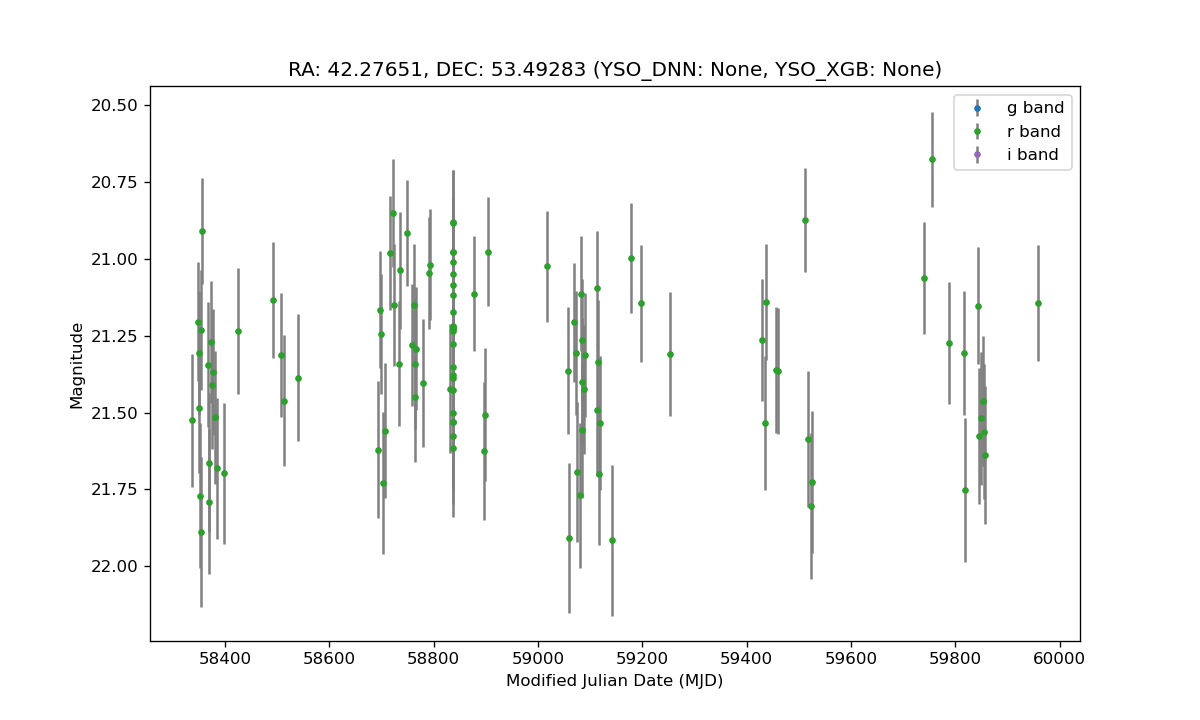 RA: 42.27651, DEC: 53.49283 (YSO_DNN: None, YSO_XGB: None)
g band
r band
i band
20.50
20.75
21.00
21.25
21.50
21.75
22.00
Magnitude
58400 58600 58800 59000 59200 59400 59600 59800 60000
Modified Julian Date (MJD)